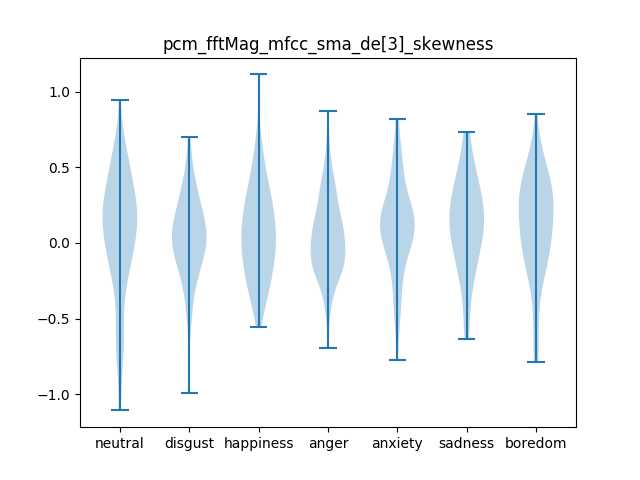 pcm_fftMag_mfcc_sma_de[3]_skewness
1.0
0.5
0.0
−0.5
−1.0
neutral disgust happiness anger anxiety sadness boredom